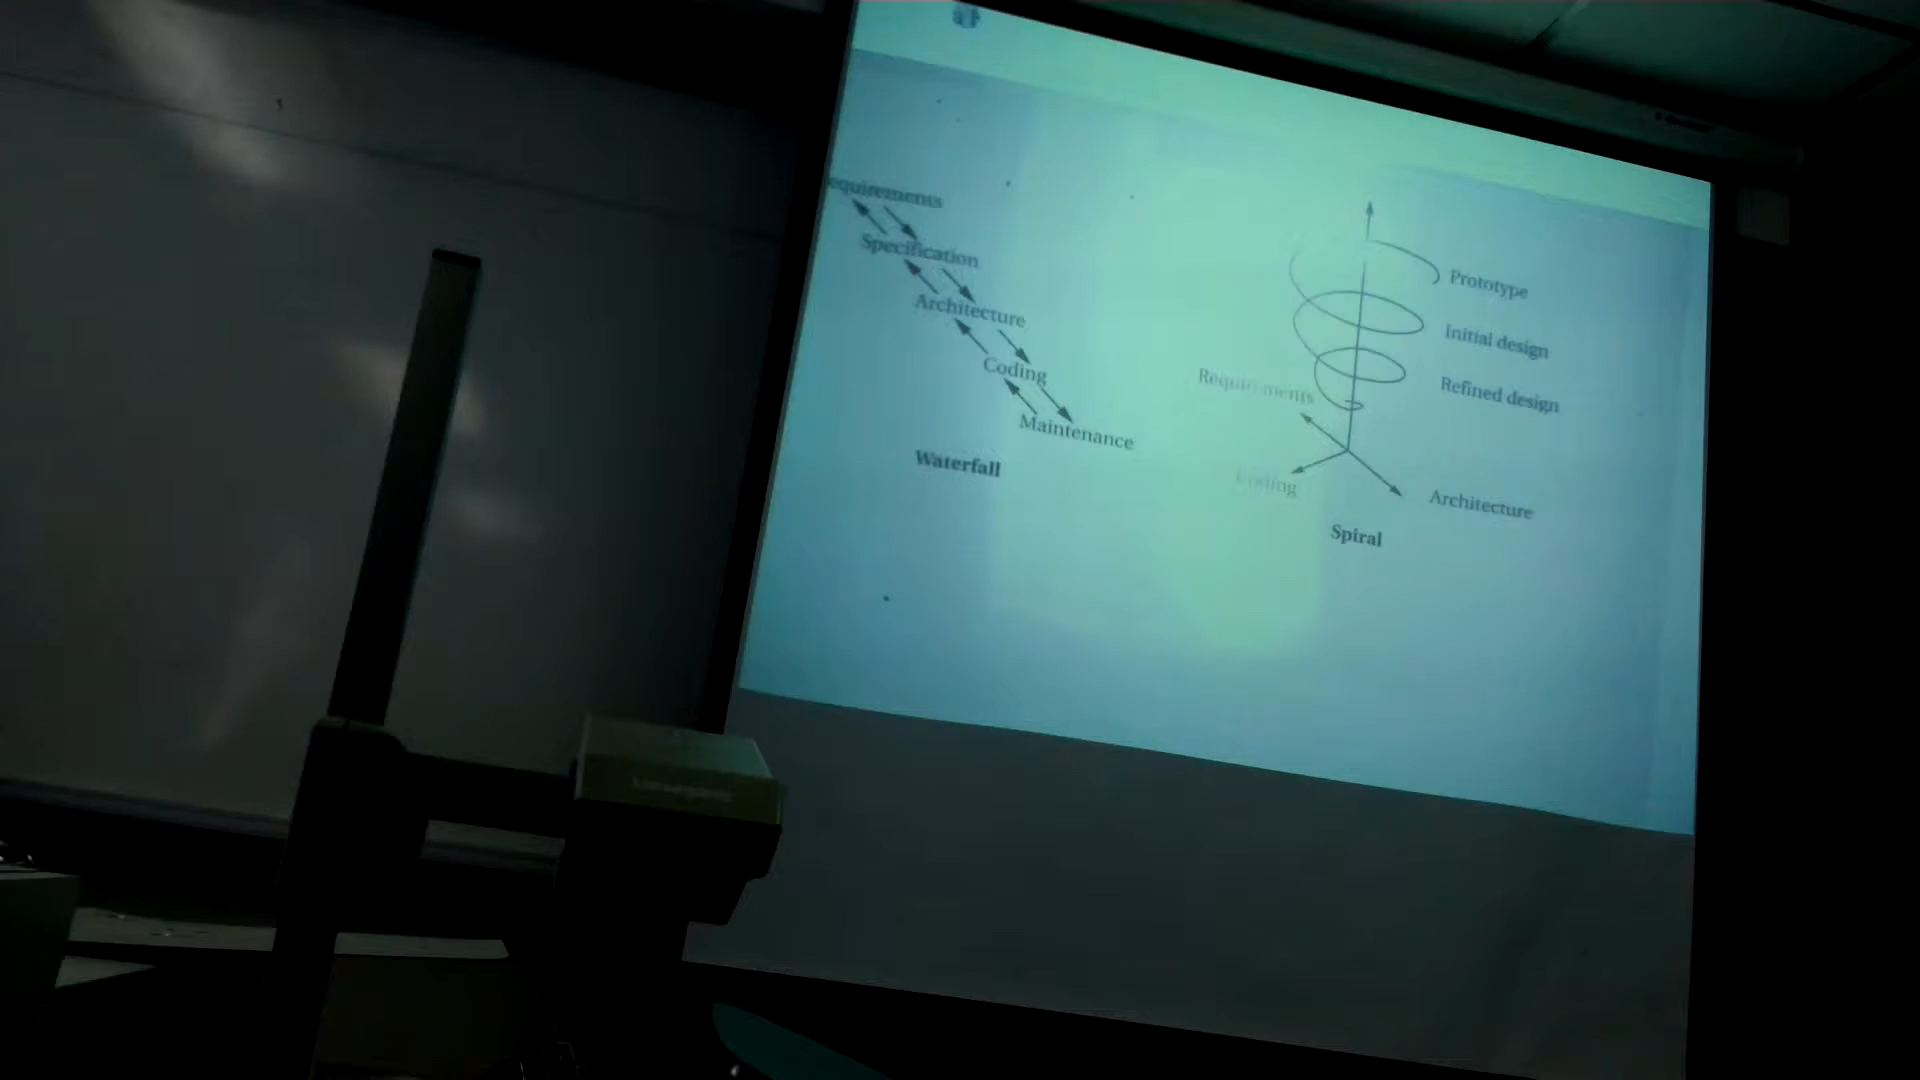 equirements
Specification
Architecture
Coding
Maintenance
Waterfall
Prototype
Initial design
Refined design
Requirements
Coding
Architecture
Spiral